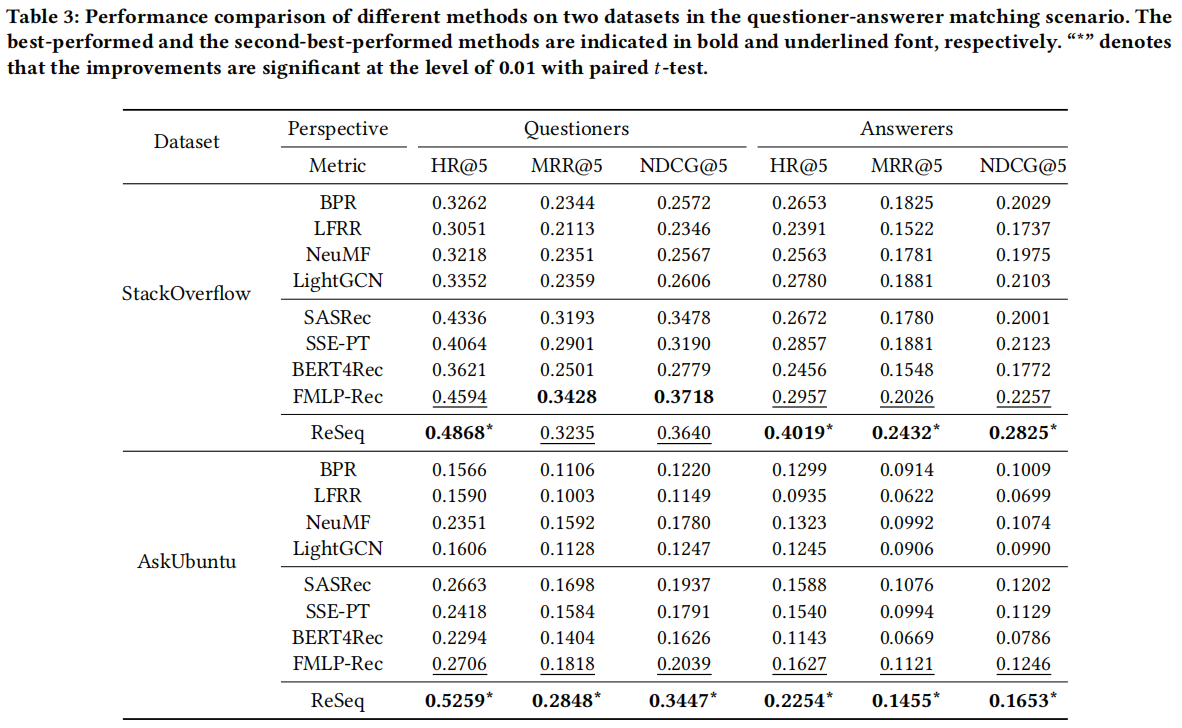 Table 3: Performance comparison of different methods on two datasets in the questioner-answerer matching scenario. The
best-performed and the second-best-performed methods are indicated in bold and underlined font, respectively. “*” denotes
that the improvements are significant at the level of 0.01 with paired t-test.
Dataset Perspective Questioners Answerers
Metric HR@5 MRR@5 NDCG@5 HR@5 MRR@5 NDCG@5
StackOverflow
BPR 0.3262 0.2344 0.2572 0.2653 0.1825 0.2029
LFRR 0.3051 0.2113 0.2346 0.2391 0.1522 0.1737
NeuMF 0.3218 0.2351 0.2567 0.2563 0.1781 0.1975
LightGCN 0.3352 0.2359 0.2606 0.2780 0.1881 0.2103
SASRec 0.4336 0.3193 0.3478 0.2672 0.1780 0.2001
SSE-PT 0.4064 0.2901 0.3190 0.2857 0.1881 0.2123
BERT4Rec 0.3621 0.2501 0.2779 0.2456 0.1548 0.1772
FMLP-Rec 0.4594 0.3428 0.3718 0.2957 0.2026 0.2257
ReSeq 0.4868* 0.3235 0.3640 0.4019* 0.2432* 0.2825*
AskUbuntu
BPR 0.1566 0.1106 0.1220 0.1299 0.0914 0.1009
LFRR 0.1590 0.1003 0.1149 0.0935 0.0622 0.0699
NeuMF 0.2351 0.1592 0.1780 0.1323 0.0992 0.1074
LightGCN 0.1606 0.1128 0.1247 0.1245 0.0906 0.0990
SASRec 0.2663 0.1698 0.1937 0.1588 0.1076 0.1202
SSE-PT 0.2418 0.1584 0.1791 0.1540 0.0994 0.1129
BERT4Rec 0.2294 0.1404 0.1626 0.1143 0.0669 0.0786
FMLP-Rec 0.2706 0.1818 0.2039 0.1627 0.1121 0.1246
ReSeq 0.5259* 0.2848* 0.3447* 0.2254* 0.1455* 0.1653*